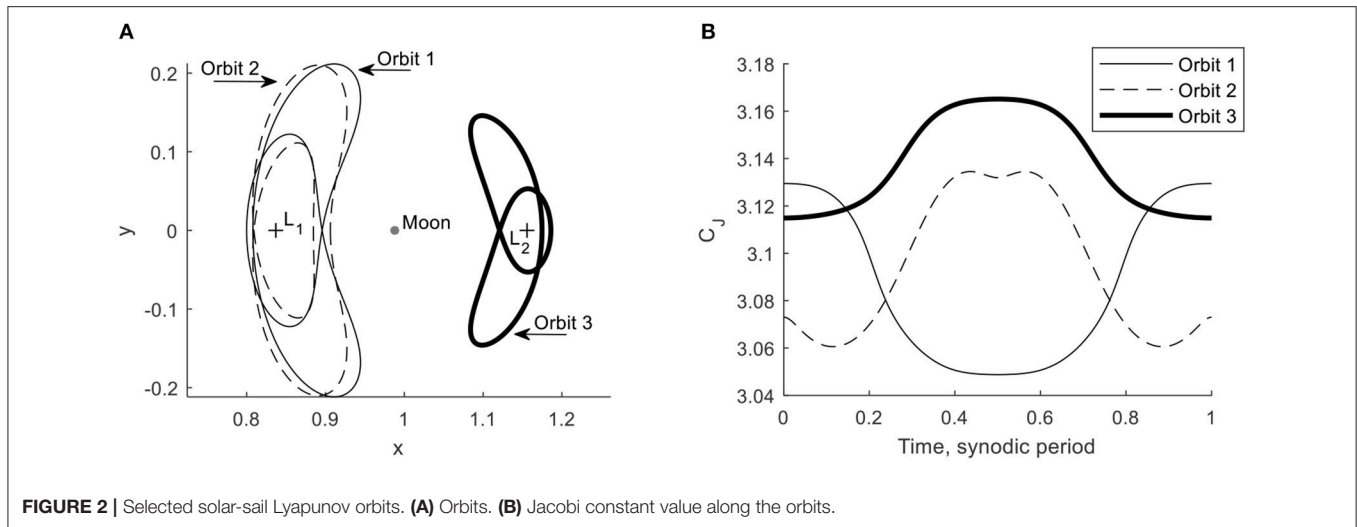 A
Orbit 2
Orbit 1
0.2
0.1
0
-0.1
-0.2
y
L1
Moon
L2
Orbit 3
0.8
0.9
1
1.1
1.2
x
B
Orbit 1
Orbit 2
Orbit 3
3.18
3.16
3.14
3.12
3.1
3.08
3.06
3.04
CJ
0
0.2
0.4
0.6
0.8
1
Time, synodic period
FIGURE 2 | Selected solar-sail Lyapunov orbits. (A) Orbits. (B) Jacobi constant value along the orbits.